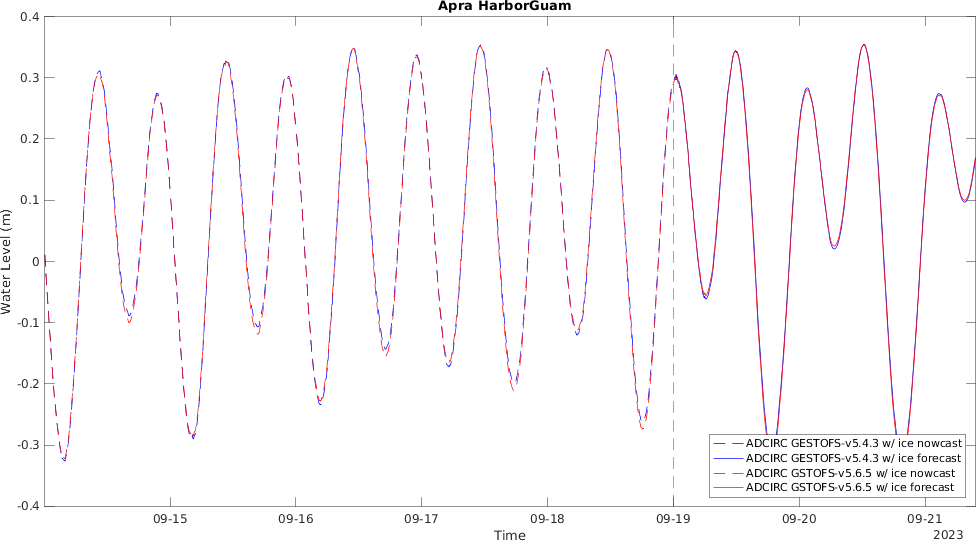 Apra HarborGuam
0.4
0.3
0.2
0.1
0
-0.1
-0.2
-0.3
-0.4
Water Level (m)
ADCIRC GESTOFS-v5.4.3 w/ ice nowcast
ADCIRC GESTOFS-v5.4.3 w/ ice forecast
ADCIRC GSTOFS-v5.6.5 w/ ice nowcast
ADCIRC GSTOFS-v5.6.5 w/ ice forecast
09-15 09-16 09-17 09-18 09-19 09-20 09-21
Time
2023